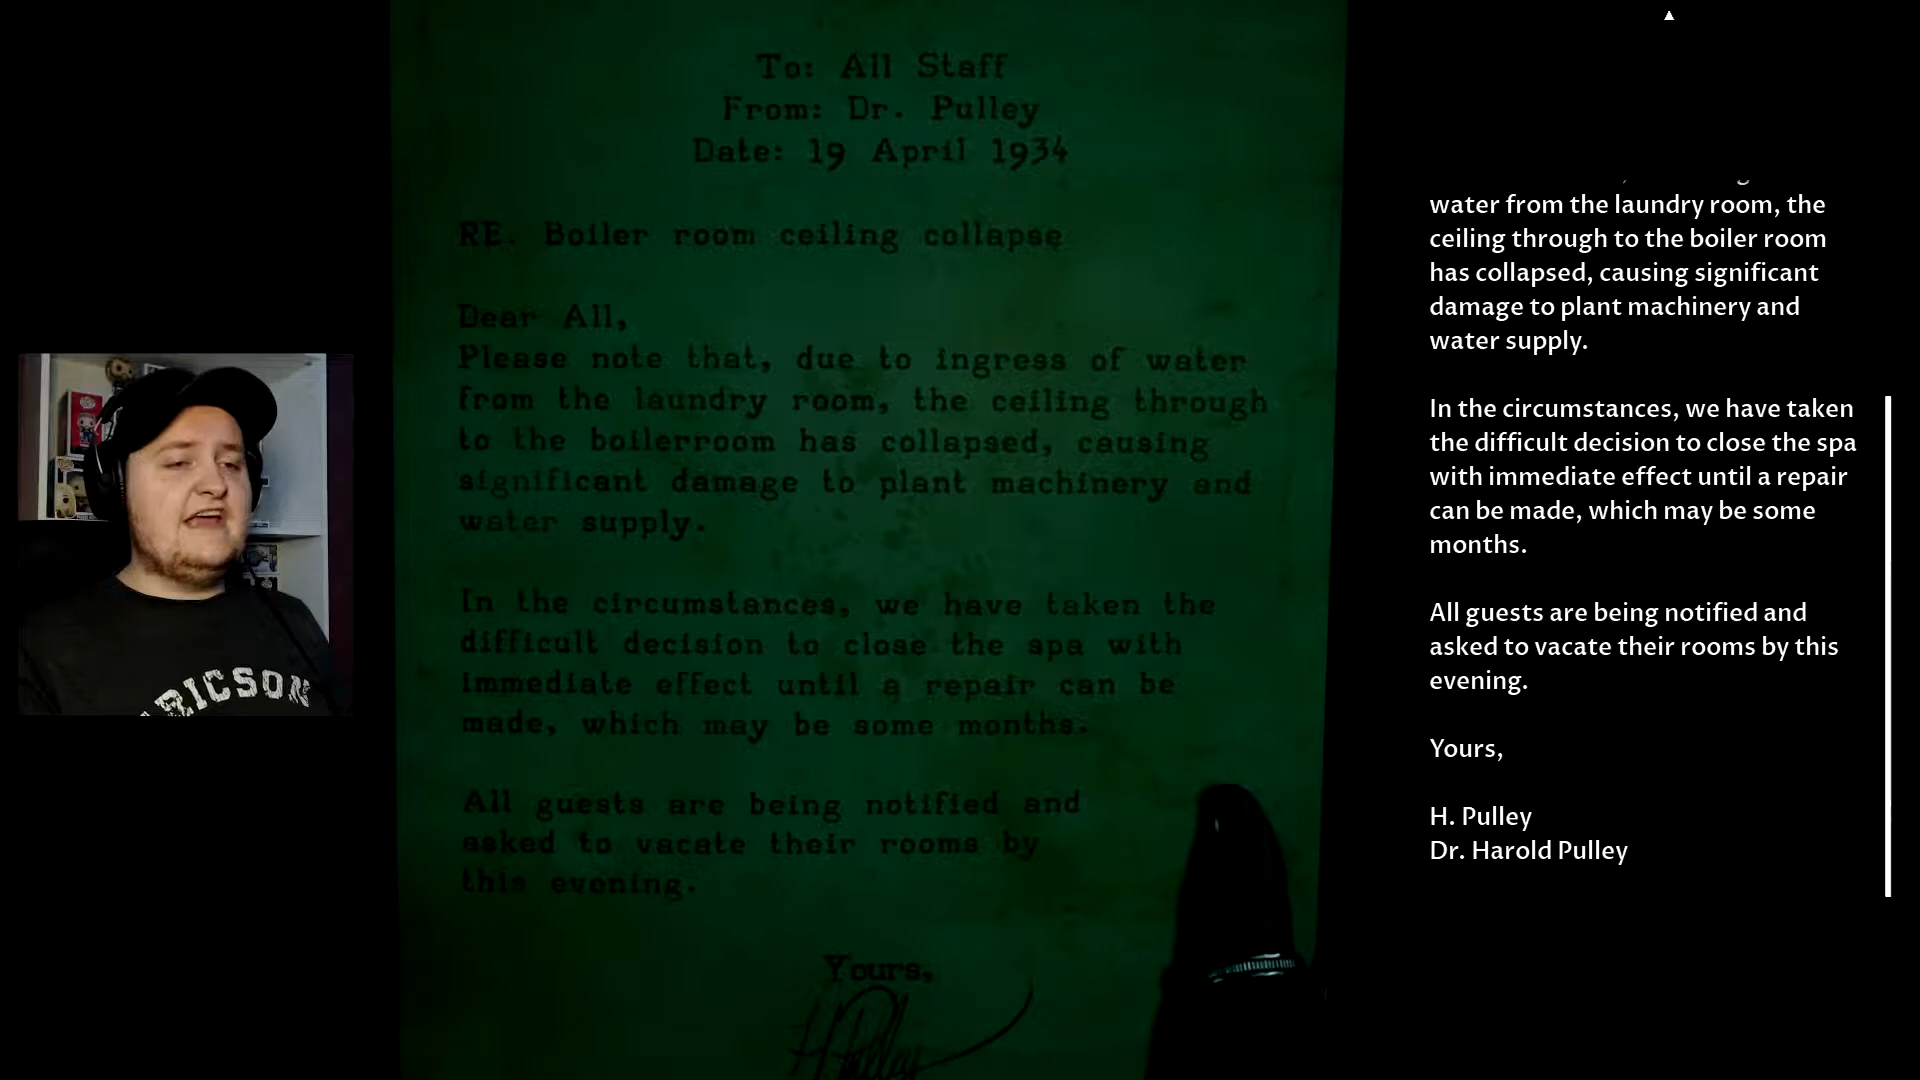 To: All Staff
From: Dr. Pulley
Date: 19 April 1934
RE. Boiler room ceiling collapse
Dear All,
Please note that, due to ingress of water
from the laundry room, the ceiling through
to the boilerroom has collapsed, causing
significant damage to plant machinery and
water supply.
In the circumstances, we have taken the
difficult decision to close the spa with
immediate effect until a repair can be
made, which may be some months.
All guests are being notified and
asked to vacate their rooms by
this evening.
Yours,
H Pulley
water from the laundry room, the
ceiling through to the boiler room
has collapsed, causing significant
damage to plant machinery and
water supply.
In the circumstances, we have taken
the difficult decision to close the spa
with immediate effect until a repair
can be made, which may be some
months.
All guests are being notified and
asked to vacate their rooms by this
evening.
Yours,
H. Pulley
Dr. Harold Pulley
ERICSON